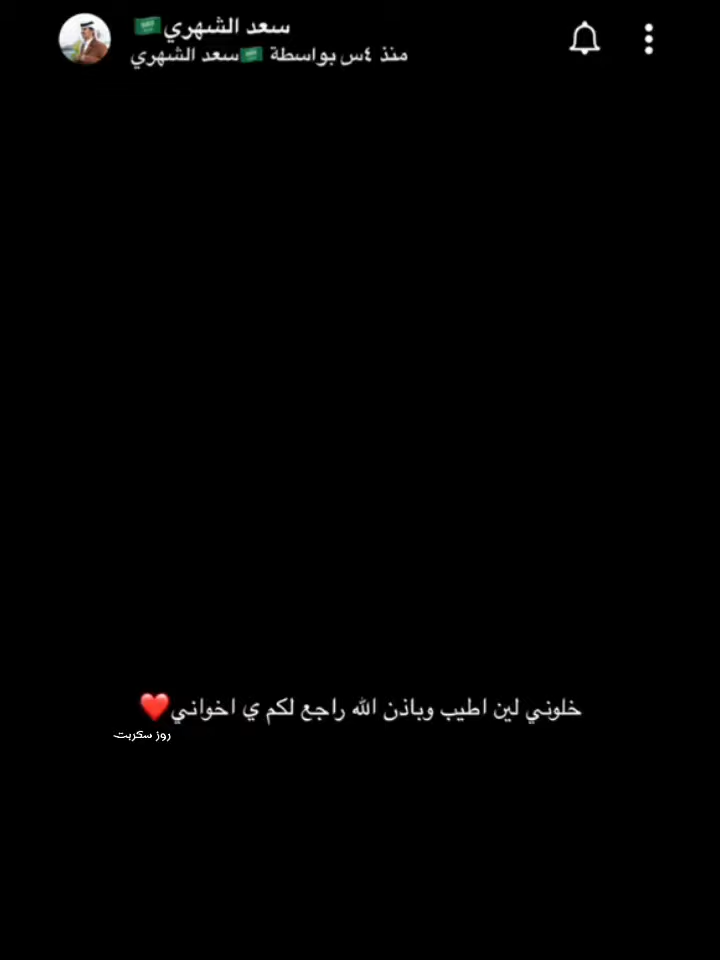 سعد الشهري🇸🇦
منذ ٤س بواسطة 🇸🇦سعد الشهري
خلوني لين اطيب وباذن الله راجع لكم ي اخواني❤️
روز سكربت